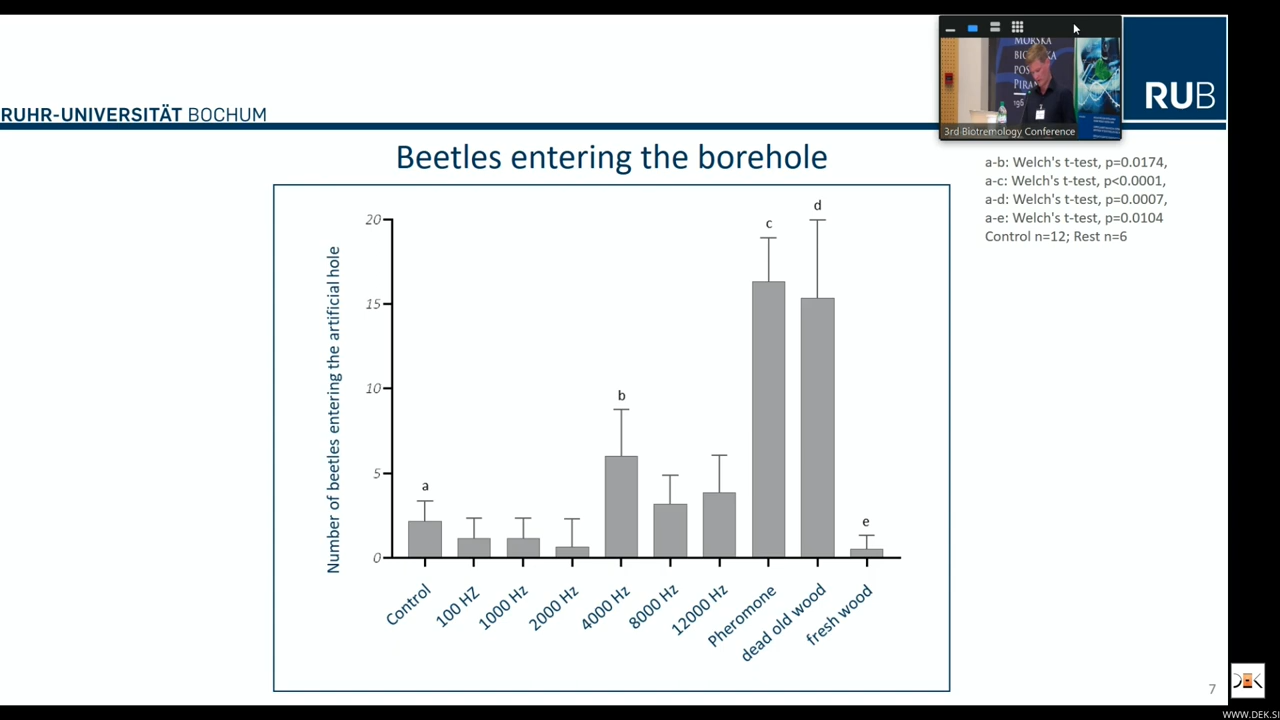 RUHR-UNIVERSITÄT BOCHUM
MORSKA
PIRAN
3rd Biotremology Conference
RUB
Beetles entering the borehole
a-b: Welch's t-test, p=0.0174,
a-c: Welch's t-test, p<0.0001,
a-d: Welch's t-test, p=0.0007,
a-e: Welch's t-test, p=0.0104
Control n=12; Rest n=6
Number of beetles entering the artificial hole
20
15
10
5
0
a
b
c
d
e
Control
100 HZ
1000 Hz
2000 Hz
4000 Hz
8000 Hz
12000 Hz
Pheromone
dead old wood
fresh wood
7
DEK
WWW.DEK.SI